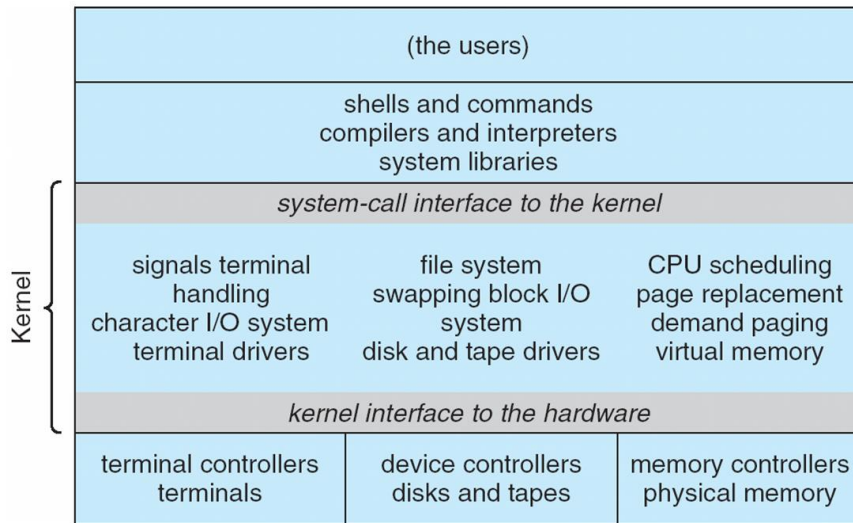 (the users)
shells and commands
compilers and interpreters
system libraries
Kernel
system-call interface to the kernel
signals terminal
handling
character I/O system
terminal drivers
file system
swapping block I/O
system
disk and tape drivers
CPU scheduling
page replacement
demand paging
virtual memory
kernel interface to the hardware
terminal controllers
terminals
device controllers
disks and tapes
memory controllers
physical memory